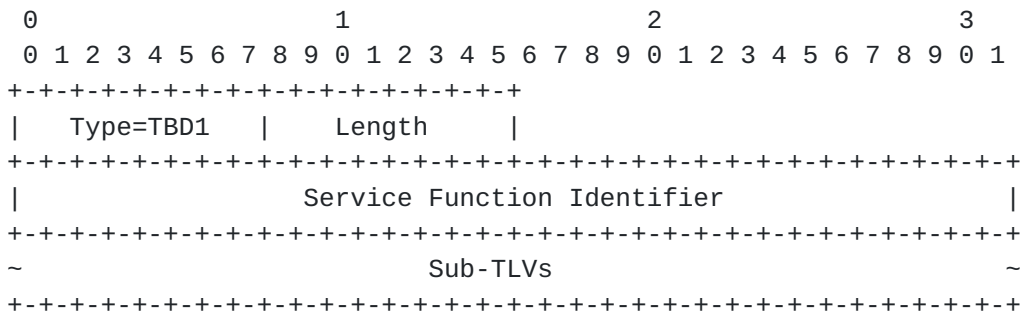 0                   1                   2                   3
 0 1 2 3 4 5 6 7 8 9 0 1 2 3 4 5 6 7 8 9 0 1 2 3 4 5 6 7 8 9 0 1
+-+-+-+-+-+-+-+-+-+-+-+-+-+-+-+-+
|   Type=TBD1   |    Length     |
+-+-+-+-+-+-+-+-+-+-+-+-+-+-+-+-+-+-+-+-+-+-+-+-+-+-+-+-+-+-+-+-+
|                  Service Function Identifier                  |
+-+-+-+-+-+-+-+-+-+-+-+-+-+-+-+-+-+-+-+-+-+-+-+-+-+-+-+-+-+-+-+-+
~                          Sub-TLVs                             ~
+-+-+-+-+-+-+-+-+-+-+-+-+-+-+-+-+-+-+-+-+-+-+-+-+-+-+-+-+-+-+-+-+